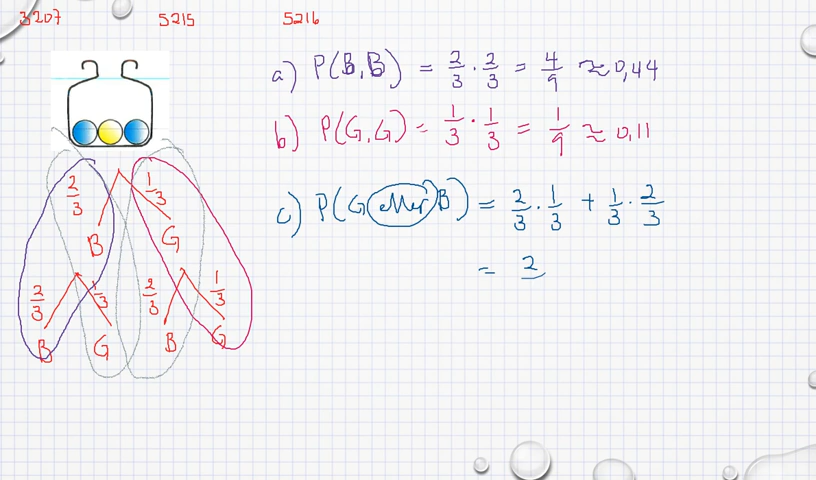 3207 5215 5216
a) P(B,B) = 2/3 · 2/3 = 4/9 ≈ 0,44
b) P(G,G) = 1/3 · 1/3 = 1/9 ≈ 0,11
c) P(G eller B) = 2/3 · 1/3 + 1/3 · 2/3
= 2
2/3 1/3
B G
2/3 1/3 2/3 1/3
B G B G